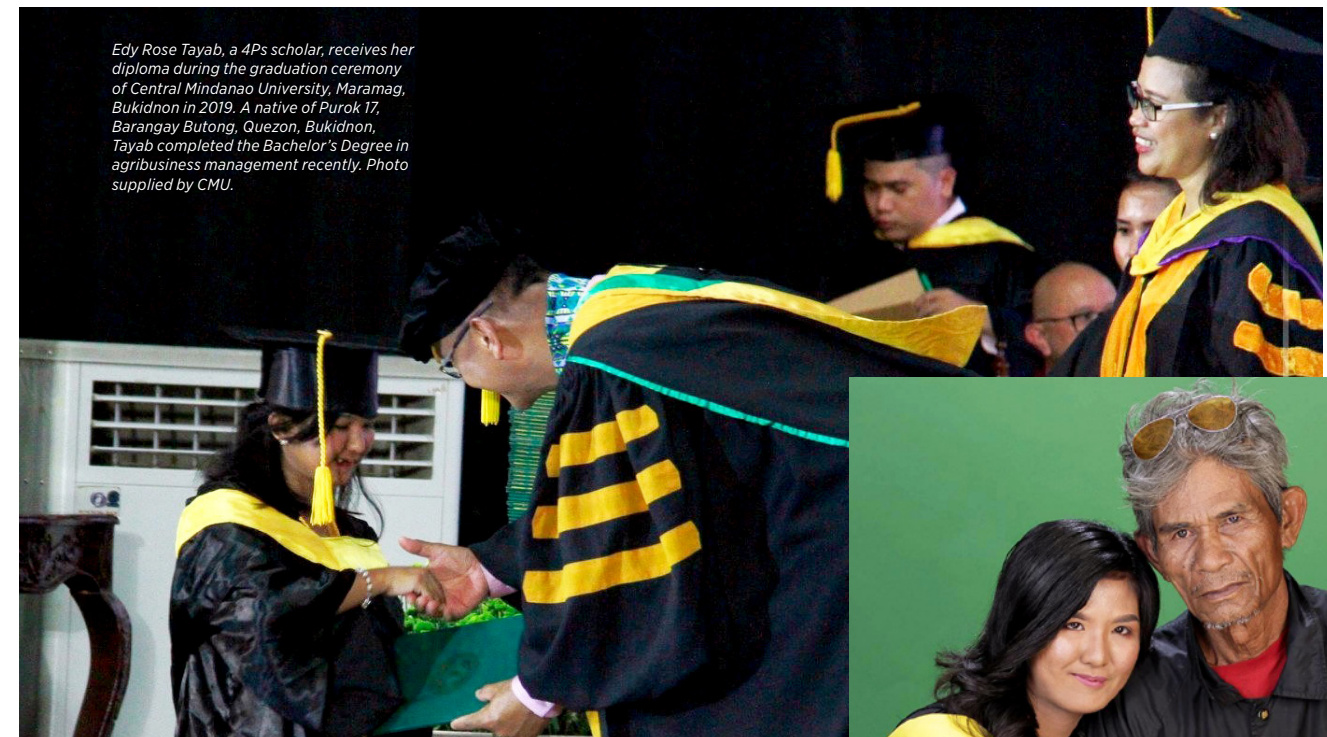 Edy Rose Tayab, a 4Ps scholar, receives her
diploma during the graduation ceremony
of Central Mindanao University, Maramag,
Bukidnon in 2019. A native of Purok 17,
Barangay Butong, Quezon, Bukidnon,
Tayab completed the Bachelor’s Degree in
agribusiness management recently. Photo
supplied by CMU.